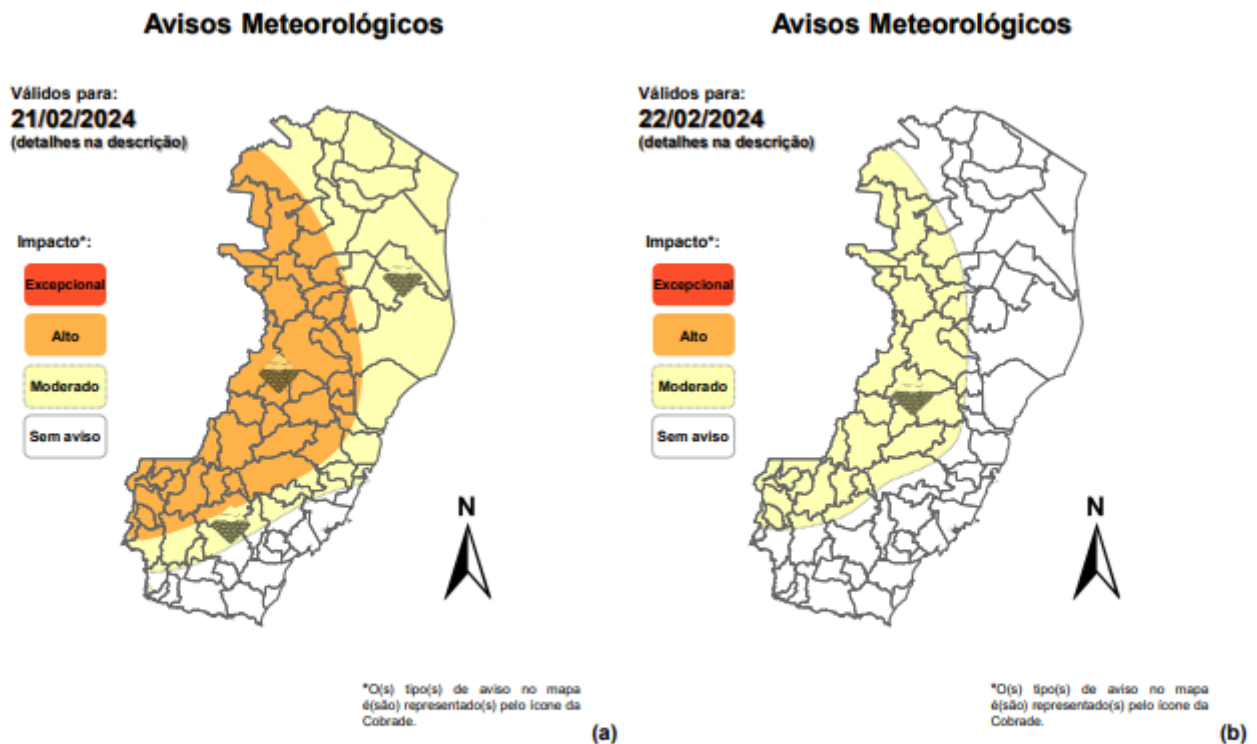 Avisos Meteorológicos
Válidos para:
21/02/2024
(detalhes na descrição)
Impacto*:
Excepcional
Alto
Moderado
Sem aviso
N
*O(s) tipo(s) de aviso no mapa
é(são) representado(s) pelo ícone da
Cobrade.
(a)
Avisos Meteorológicos
Válidos para:
22/02/2024
(detalhes na descrição)
Impacto*:
Excepcional
Alto
Moderado
Sem aviso
N
*O(s) tipo(s) de aviso no mapa
é(são) representado(s) pelo ícone da
Cobrade.
(b)